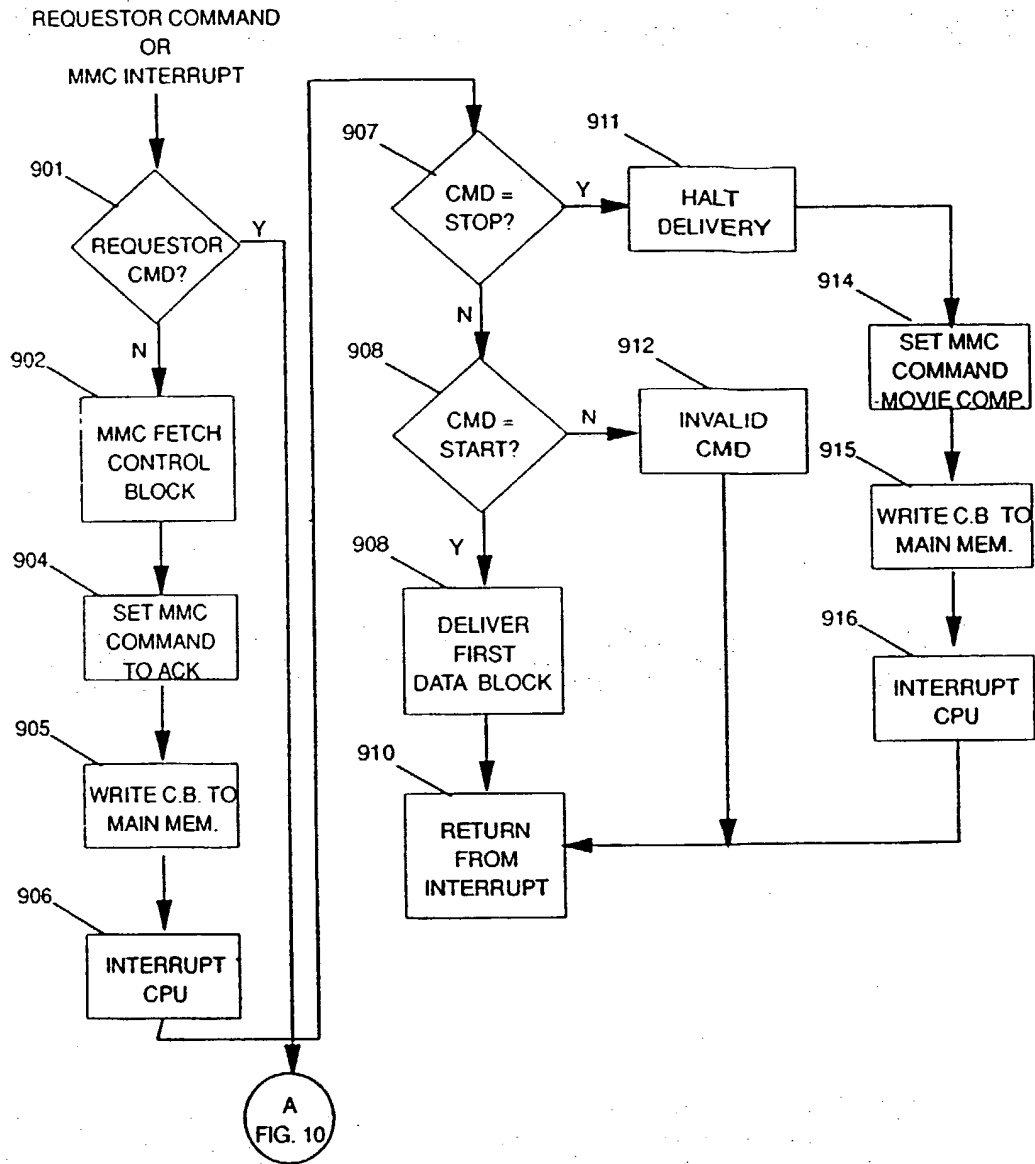 REQUESTOR COMMAND
OR
MMC INTERRUPT
901
REQUESTOR
CMD?
Y
N
902
MMC FETCH
CONTROL
BLOCK
904
SET MMC
COMMAND
TO ACK
905
WRITE C.B. TO
MAIN MEM.
906
INTERRUPT
CPU
A
FIG. 10
907
CMD =
STOP?
Y
N
908
CMD =
START?
N
Y
908
DELIVER
FIRST
DATA BLOCK
910
RETURN
FROM
INTERRUPT
911
HALT
DELIVERY
912
INVALID
CMD
914
SET MMC
COMMAND
-MOVIE COMP.
915
WRITE C.B TO
MAIN MEM.
916
INTERRUPT
CPU